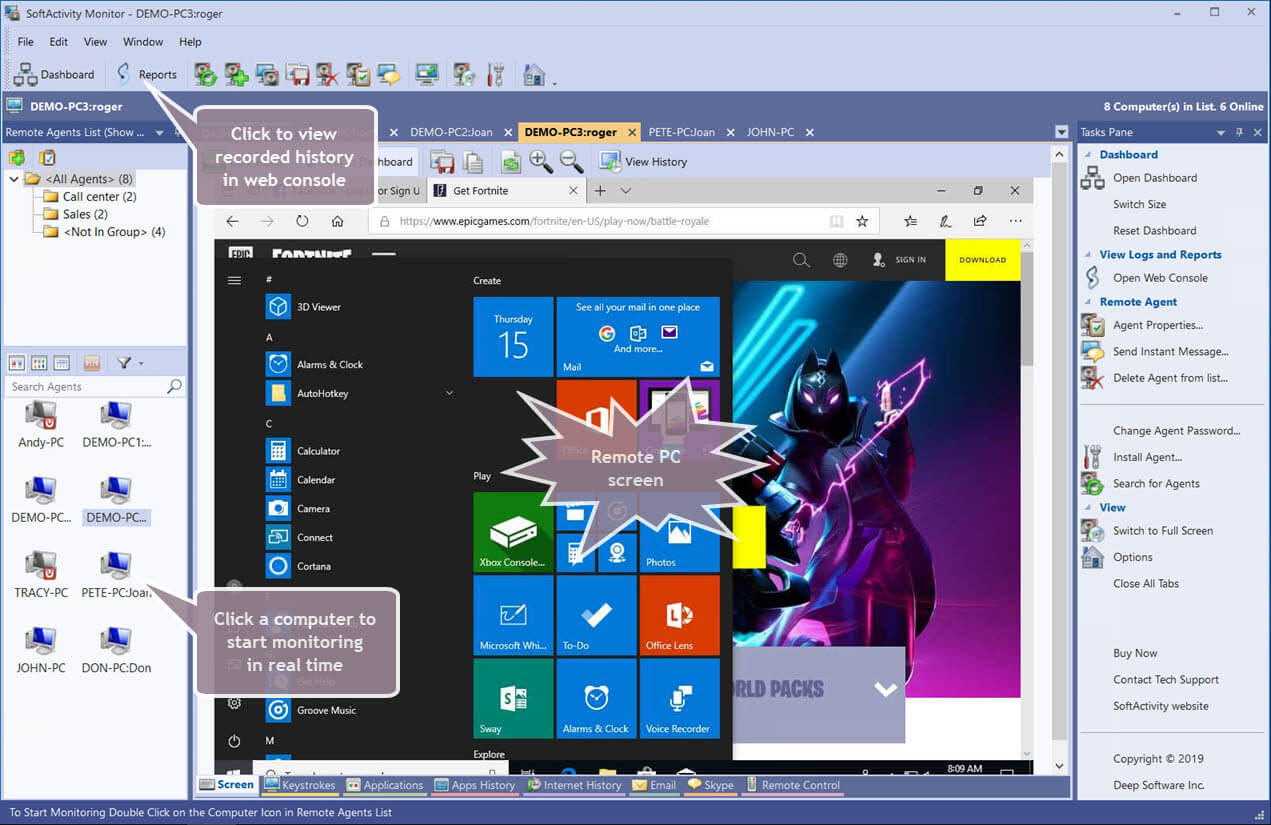 SoftActivity Monitor - DEMO-PC3:roger
File Edit View Window Help
Dashboard Reports
DEMO-PC3:roger
8 Computer(s) in List. 6 Online
Remote Agents List (Show ...
DEMO-PC2:Joan
DEMO-PC3:roger
PETE-PC:Joan
JOHN-PC
Tasks Pane
Click to view
recorded history
in web console
<All Agents> (8)
Call center (2)
Sales (2)
<Not In Group> (4)
Search Agents
Andy-PC
DEMO-PC1:...
DEMO-PC...
DEMO-PC...
TRACY-PC
PETE-PC:Joan
JOHN-PC
DON-PC:Don
Click a computer to
start monitoring
in real time
View History
or Sign U
Get Fortnite
https://www.epicgames.com/fortnite/en-US/play-now/battle-royale
EPIC
FORTNITE
SIGN IN
DOWNLOAD
#
3D Viewer
A
Alarms & Clock
AutoHotkey
C
Calculator
Calendar
Camera
Connect
Cortana
Get Help
Groove Music
M
Create
Thursday
15
See all your mail in one place
And more...
Mail
Office
Remote PC
screen
Play
Xbox Console...
Photos
Microsoft Whi...
To-Do
Office Lens
Sway
Alarms & Clock
Voice Recorder
Explore
ORLD PACKS
8:09 AM
Screen
Keystrokes
Applications
Apps History
Internet History
Email
Skype
Remote Control
Dashboard
Open Dashboard
Switch Size
Reset Dashboard
View Logs and Reports
Open Web Console
Remote Agent
Agent Properties...
Send Instant Message...
Delete Agent from list...
Change Agent Password...
Install Agent...
Search for Agents
View
Switch to Full Screen
Options
Close All Tabs
Buy Now
Contact Tech Support
SoftActivity website
Copyright © 2019
Deep Software Inc.
To Start Monitoring Double Click on the Computer Icon in Remote Agents List